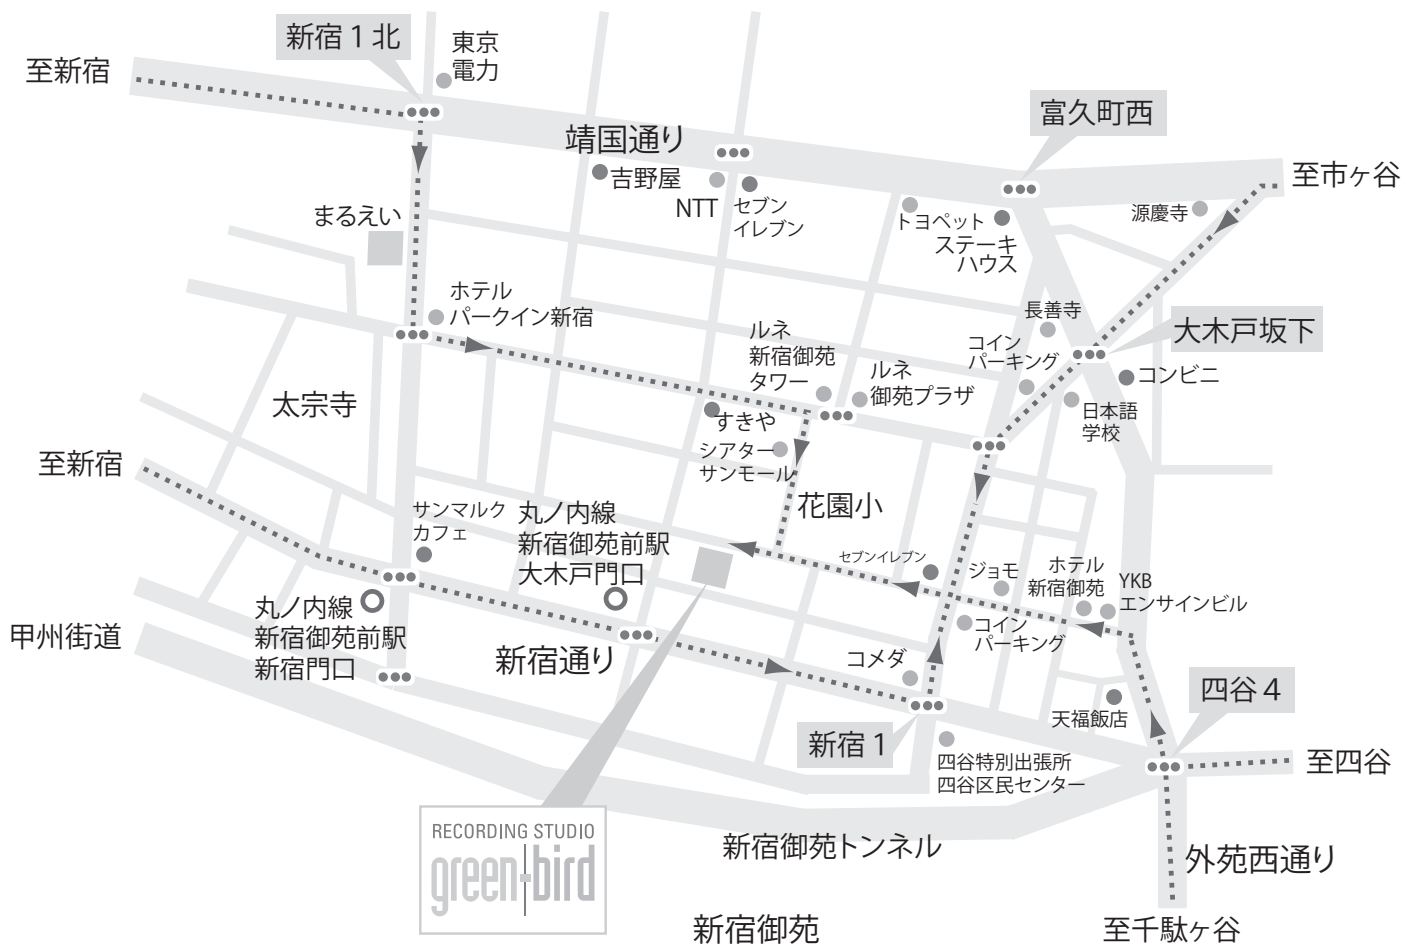 新宿1北
東京
電力
至新宿
富久町西
靖国通り
吉野屋
NTT
セブン
イレブン
至市ヶ谷
源慶寺
トヨペット
ステーキ
ハウス
まるえい
ホテル
パークイン新宿
長善寺
コイン
パーキング
大木戸坂下
ルネ
新宿御苑
タワー
ルネ
御苑プラザ
コンビニ
日本語
学校
太宗寺
すきや
シアター
サンモール
至新宿
花園小
サンマルク
カフェ
丸ノ内線
新宿御苑前駅
大木戸門口
セブンイレブン
ジョモ
ホテル
新宿御苑
YKB
エンサインビル
コイン
パーキング
丸ノ内線
新宿御苑前駅
新宿門口
甲州街道
新宿通り
コメダ
四谷4
天福飯店
新宿1
四谷特別出張所
四谷区民センター
至四谷
RECORDING STUDIO
green bird
新宿御苑トンネル
外苑西通り
新宿御苑
至千駄ヶ谷